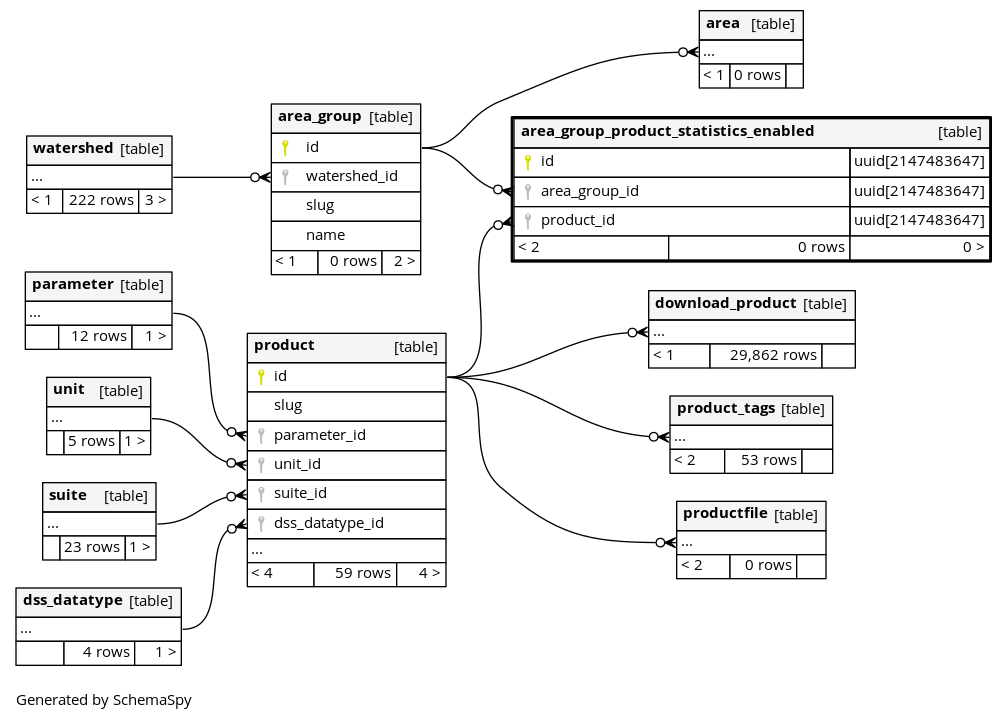 area [table]
...
< 1 0 rows
area_group_product_statistics_enabled [table]
id uuid[2147483647]
area_group_id uuid[2147483647]
product_id uuid[2147483647]
< 2 0 rows 0 >
area_group [table]
id
watershed_id
slug
name
< 1 0 rows 2 >
watershed [table]
...
< 1 222 rows 3 >
parameter [table]
...
12 rows 1 >
unit [table]
...
5 rows 1 >
suite [table]
...
23 rows 1 >
dss_datatype [table]
...
4 rows 1 >
product [table]
id
slug
parameter_id
unit_id
suite_id
dss_datatype_id
...
< 4 59 rows 4 >
download_product [table]
...
< 1 29,862 rows
product_tags [table]
...
< 2 53 rows
productfile [table]
...
< 2 0 rows
Generated by SchemaSpy